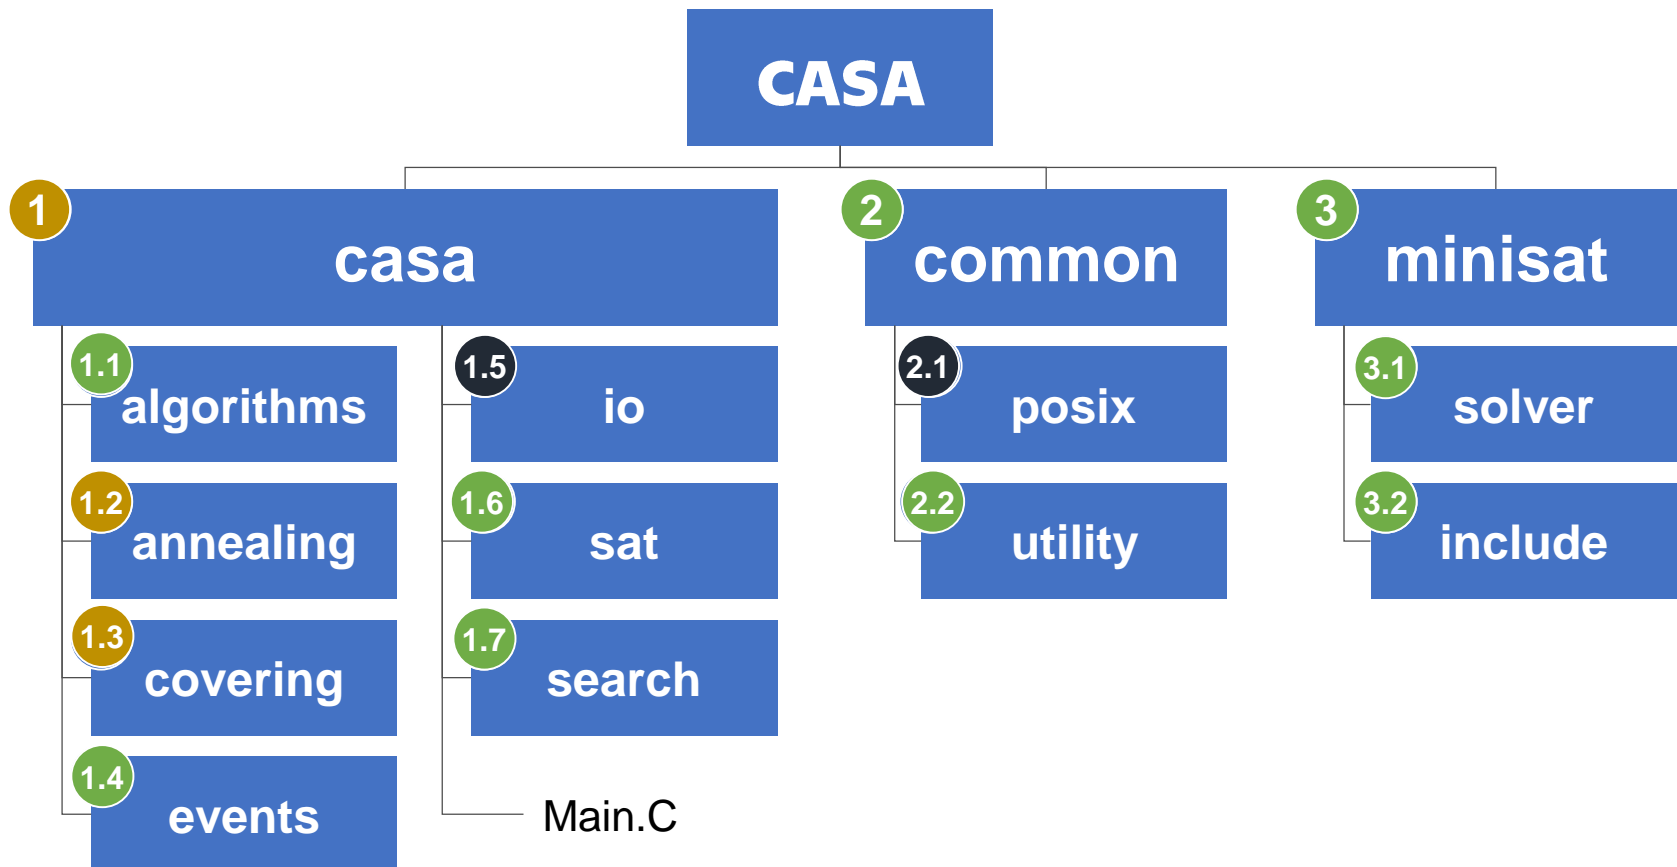 CASA
1
casa
2
common
3
minisat
1.1
algorithms
1.2
annealing
1.3
covering
1.4
events
1.5
io
1.6
sat
1.7
search
Main.C
2.1
posix
2.2
utility
3.1
solver
3.2
include